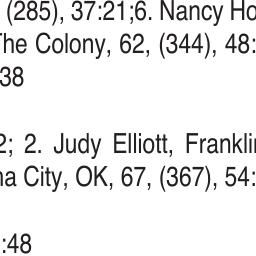 (285), 37:21;6. Nancy Ho
The Colony, 62, (344), 48:
38
2; 2. Judy Elliott, Franklin
na City, OK, 67, (367), 54:
:48